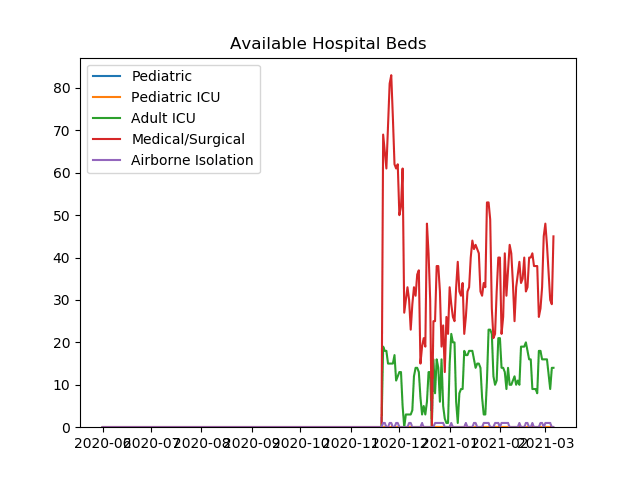 Available Hospital Beds
Pediatric
Pediatric ICU
Adult ICU
Medical/Surgical
Airborne Isolation
80
70
60
50
40
30
20
10
0
2020-06 2020-07 2020-08 2020-09 2020-10 2020-11 2020-12 2021-01 2021-02 2021-03